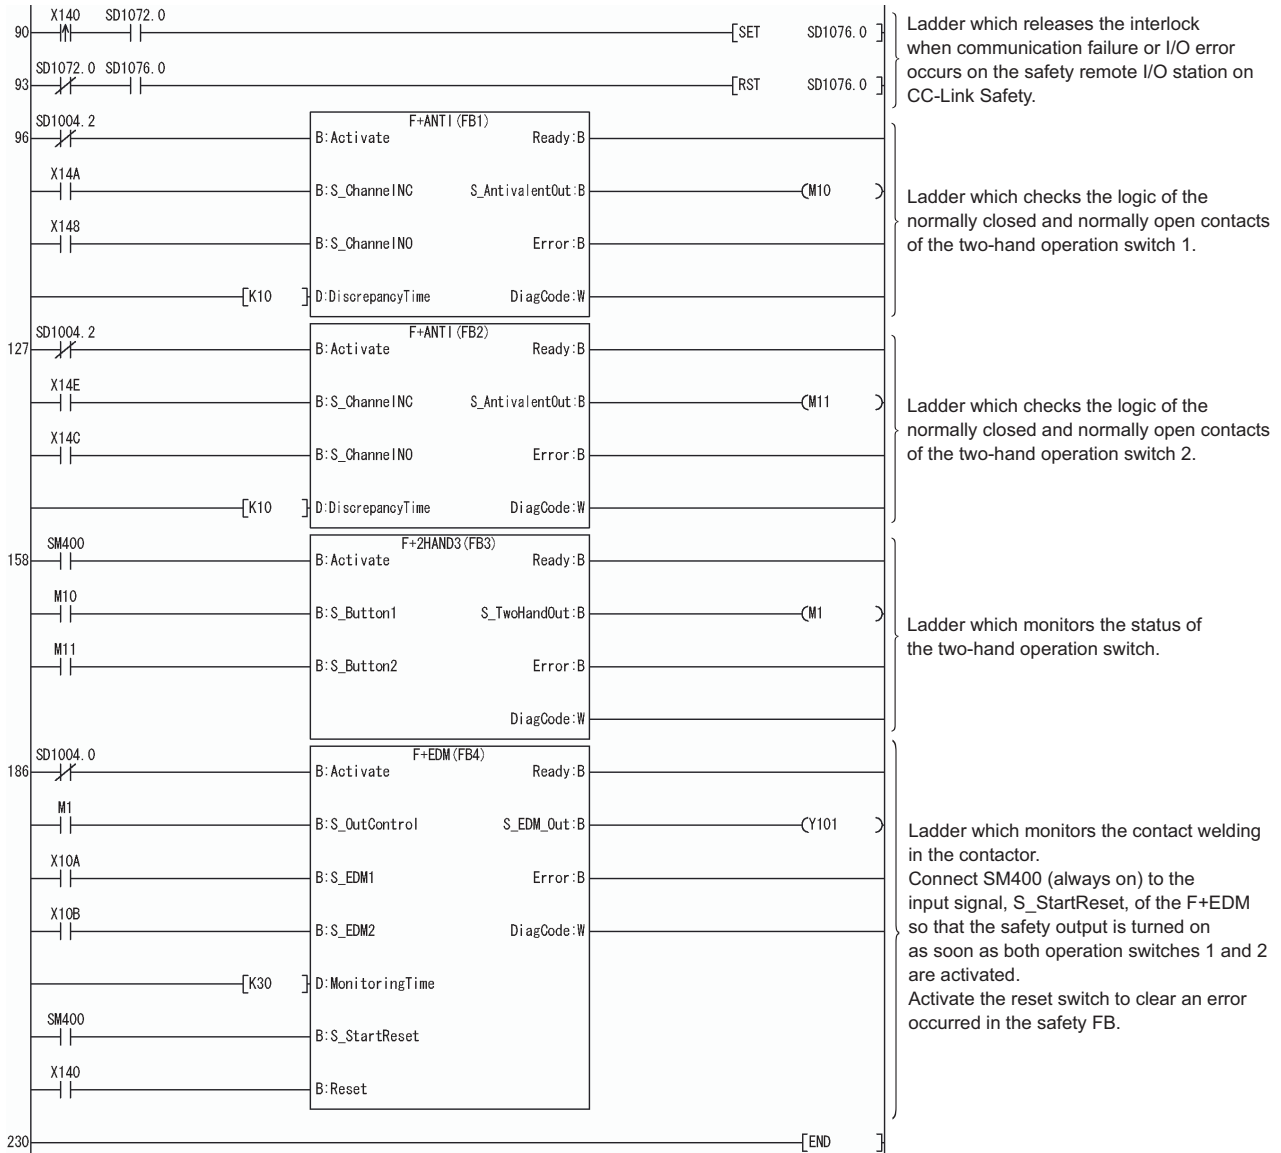 X140 SD1072.0
90 [SET SD1076.0 ]
Ladder which releases the interlock
when communication failure or I/O error
occurs on the safety remote I/O station on
CC-Link Safety.
SD1072.0 SD1076.0
93 [RST SD1076.0 ]
SD1004.2 F+ANTI(FB1)
96 B:Activate Ready:B
X14A
B:S_ChannelNC S_AntivalentOut:B (M10 )
X148
B:S_ChannelNO Error:B
[K10 ] D:DiscrepancyTime DiagCode:W
Ladder which checks the logic of the
normally closed and normally open contacts
of the two-hand operation switch 1.
SD1004.2 F+ANTI(FB2)
127 B:Activate Ready:B
X14E
B:S_ChannelNC S_AntivalentOut:B (M11 )
X14C
B:S_ChannelNO Error:B
[K10 ] D:DiscrepancyTime DiagCode:W
Ladder which checks the logic of the
normally closed and normally open contacts
of the two-hand operation switch 2.
SM400 F+2HAND3(FB3)
158 B:Activate Ready:B
M10
B:S_Button1 S_TwoHandOut:B (M1 )
M11
B:S_Button2 Error:B
DiagCode:W
Ladder which monitors the status of
the two-hand operation switch.
SD1004.0 F+EDM(FB4)
186 B:Activate Ready:B
M1
B:S_OutControl S_EDM_Out:B (Y101 )
X10A
B:S_EDM1 Error:B
X10B
B:S_EDM2 DiagCode:W
[K30 ] D:MonitoringTime
SM400
B:S_StartReset
X140
B:Reset
Ladder which monitors the contact welding
in the contactor.
Connect SM400 (always on) to the
input signal, S_StartReset, of the F+EDM
so that the safety output is turned on
as soon as both operation switches 1 and 2
are activated.
Activate the reset switch to clear an error
occurred in the safety FB.
230 [END ]